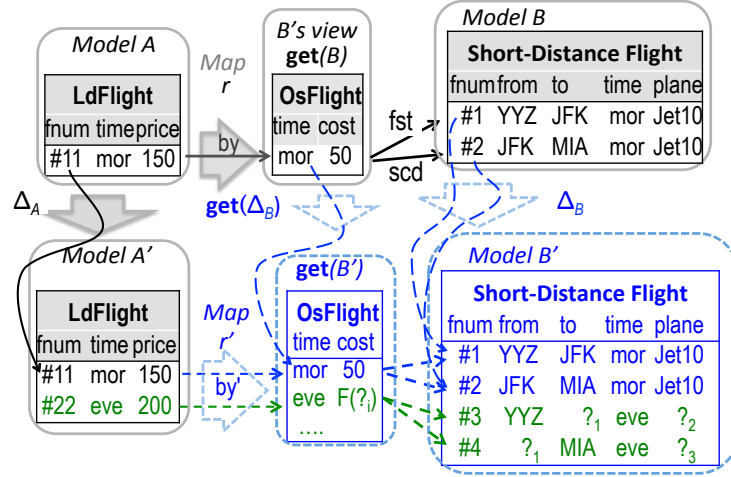 Model A
LdFlight
fnum time price
#11 mor 150
Map
r
by
B's view
get(B)
OsFlight
time cost
mor 50
fst
scd
Model B
Short-Distance Flight
fnum from to time plane
#1 YYZ JFK mor Jet10
#2 JFK MIA mor Jet10
Δ_A
get(Δ_B)
Δ_B
Model A'
LdFlight
fnum time price
#11 mor 150
#22 eve 200
Map
r'
by'
get(B')
OsFlight
time cost
mor 50
eve F(?_i)
....
Model B'
Short-Distance Flight
fnum from to time plane
#1 YYZ JFK mor Jet10
#2 JFK MIA mor Jet10
#3 YYZ ?_1 eve ?_2
#4 ?_1 MIA eve ?_3